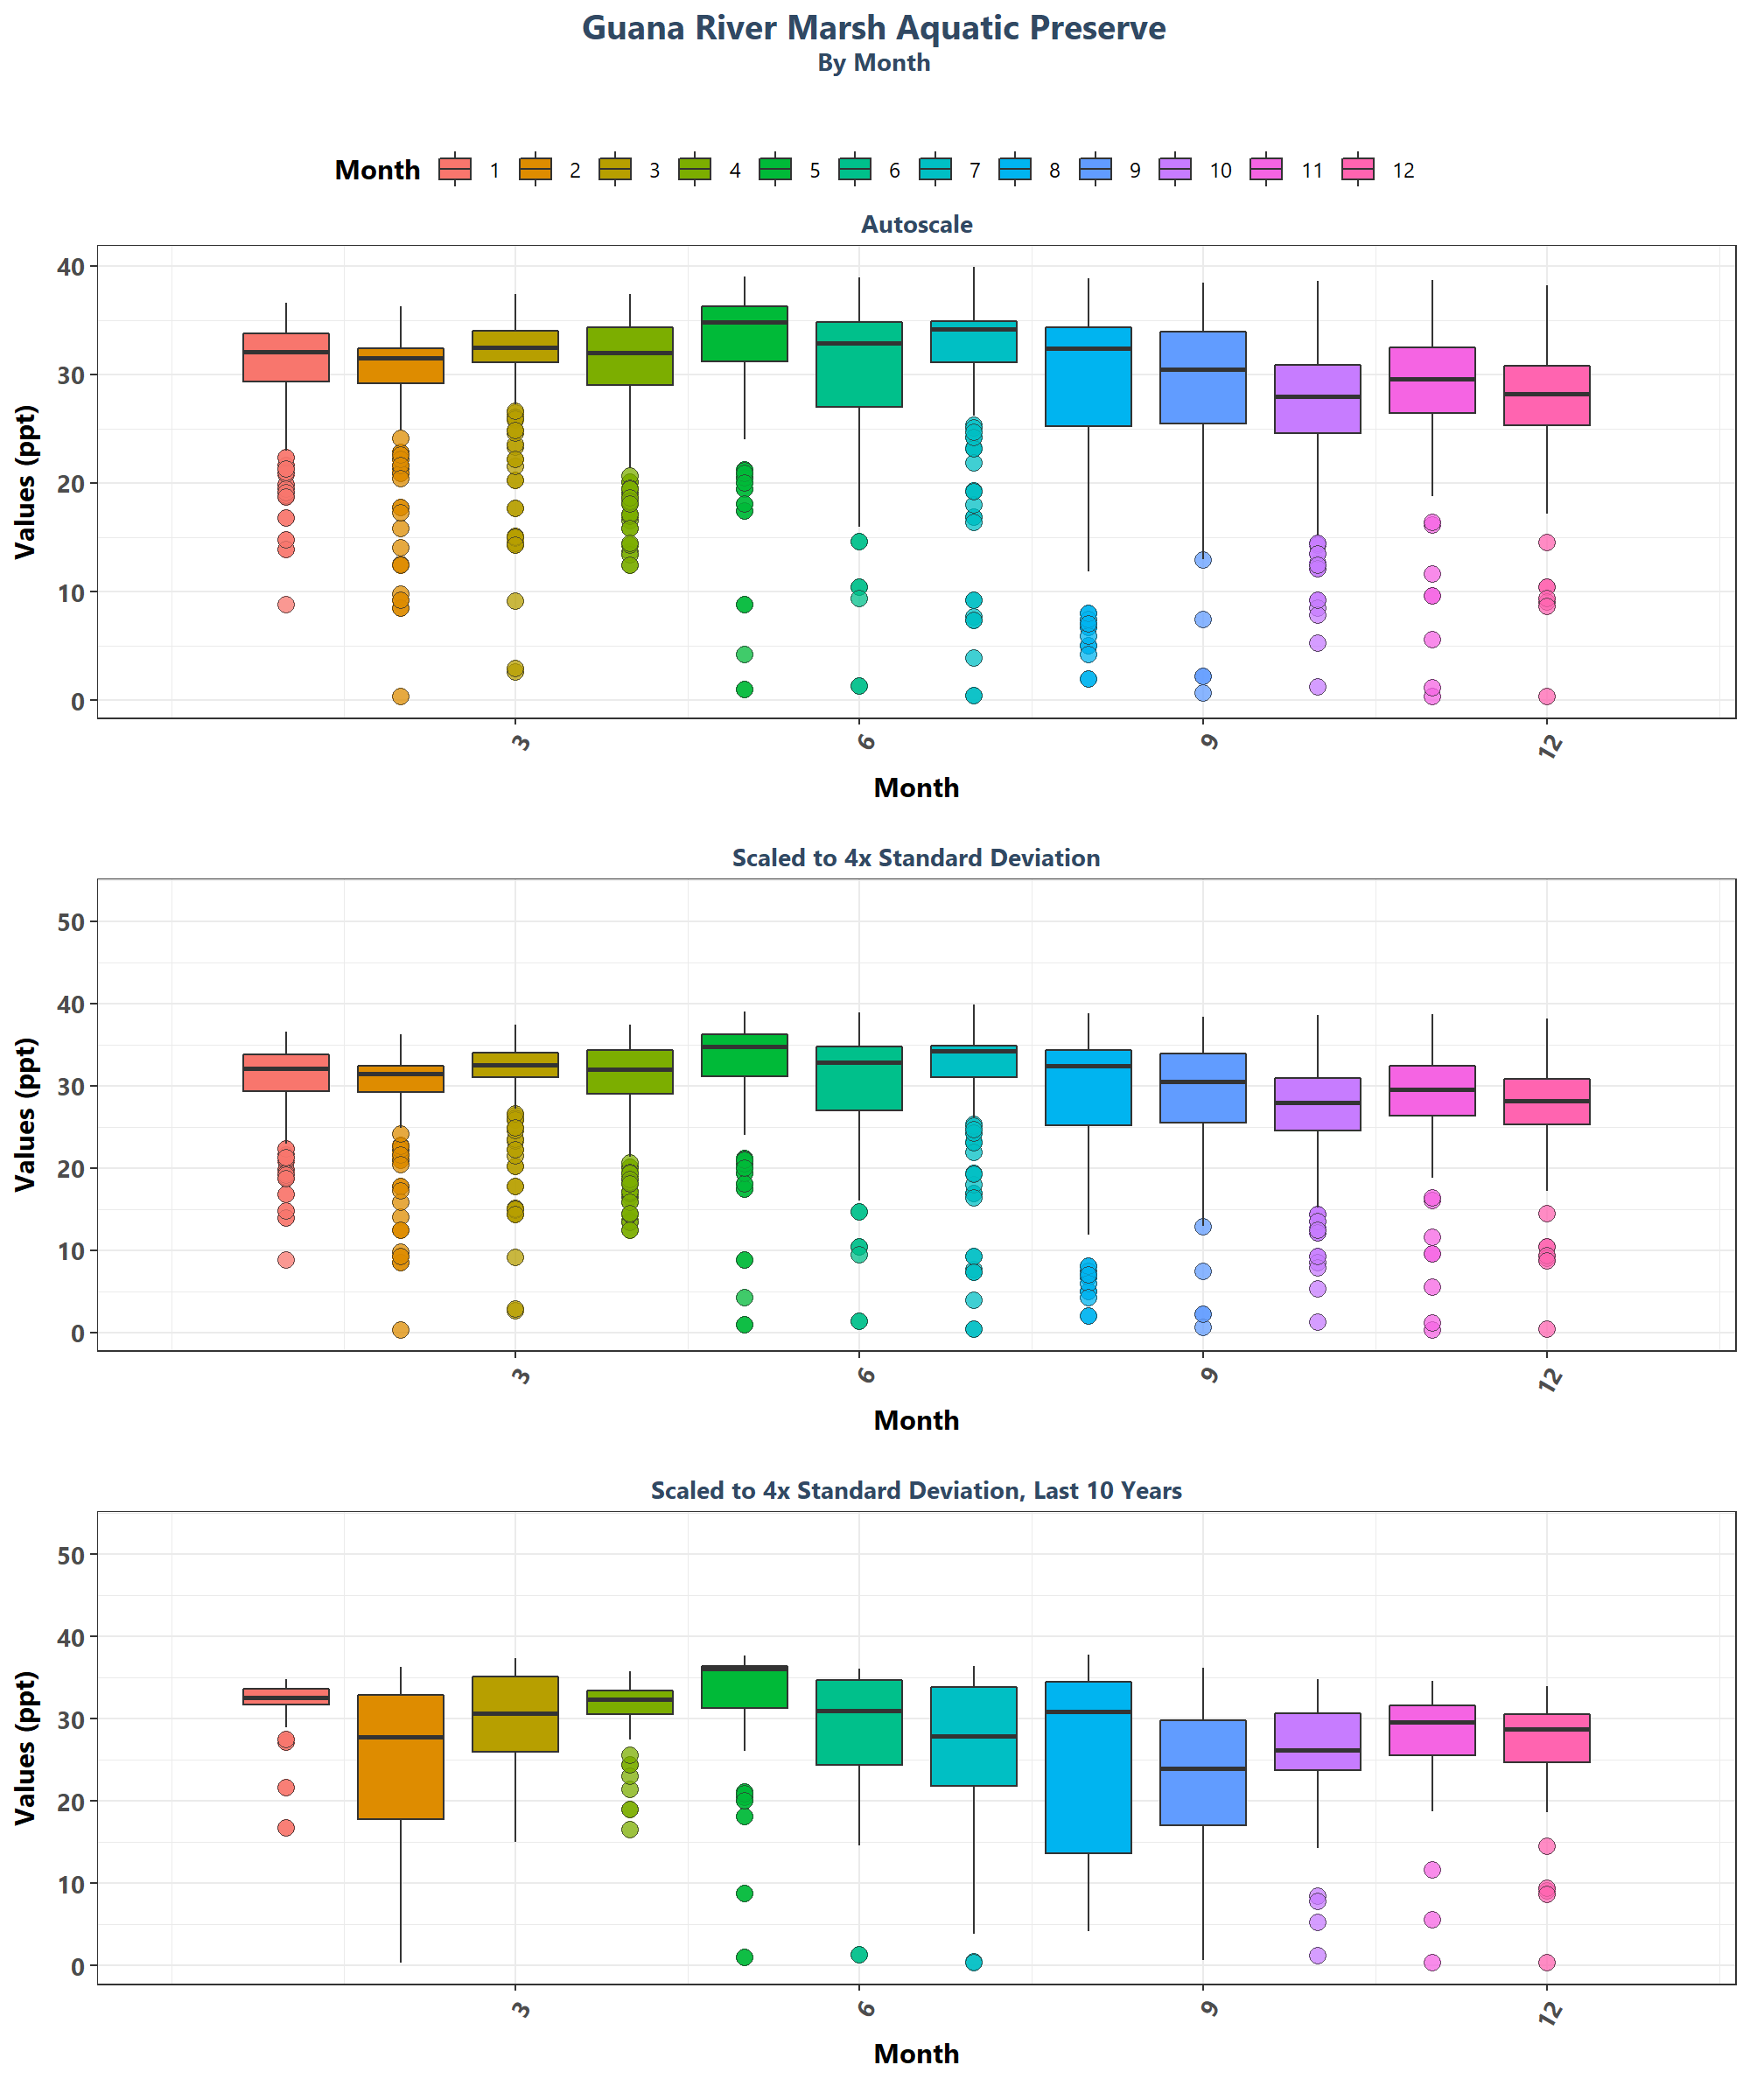 Guana River Marsh Aquatic Preserve
By Month
Month 1 2 3 4 5 6 7 8 9 10 11 12
Autoscale
Values (ppt)
40
30
20
10
0
3 6 9 12
Month
Scaled to 4x Standard Deviation
Values (ppt)
50
40
30
20
10
0
3 6 9 12
Month
Scaled to 4x Standard Deviation, Last 10 Years
Values (ppt)
50
40
30
20
10
0
3 6 9 12
Month